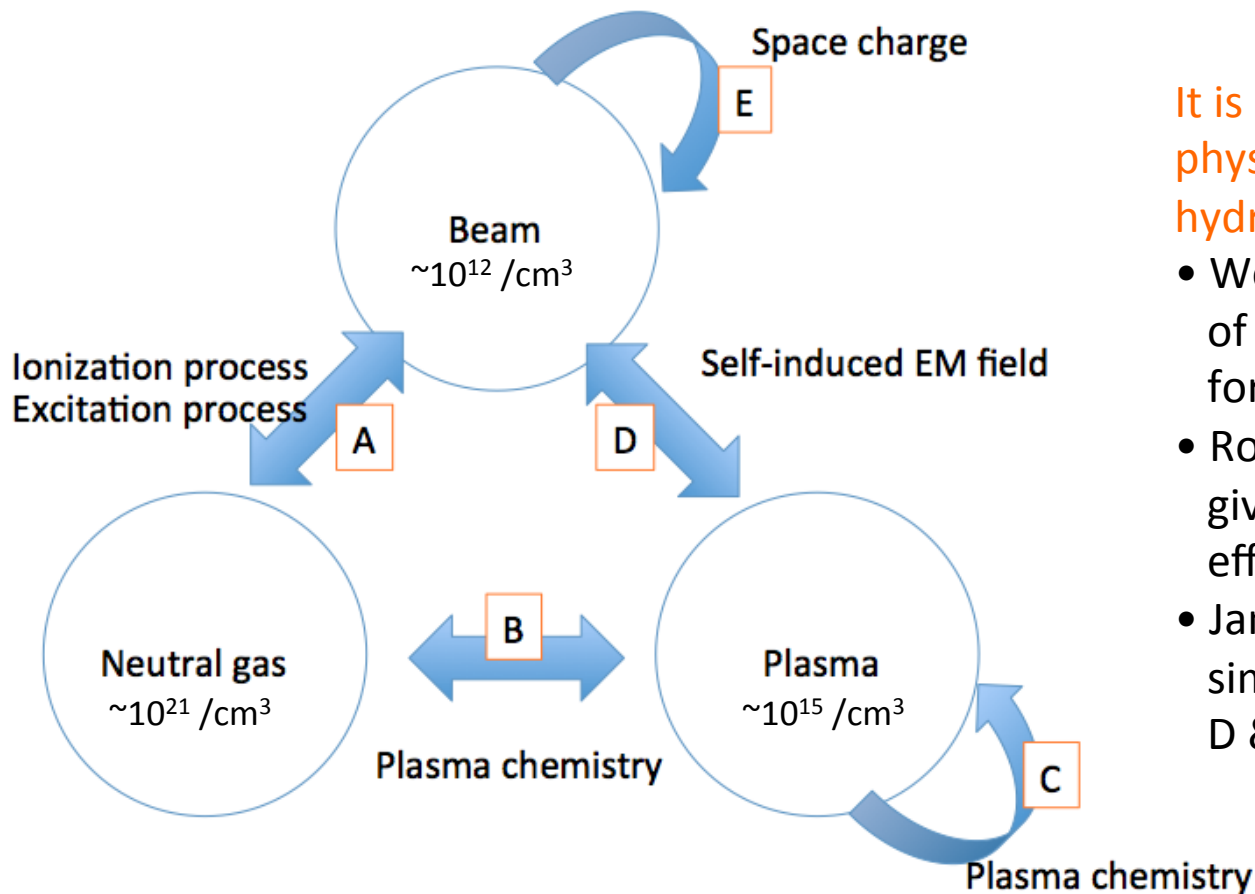 Space charge
E
Beam
~10¹² /cm³
Ionization process
Excitation process
A
D
Self-induced EM field
B
Neutral gas
~10²¹ /cm³
Plasma
~10¹⁵ /cm³
Plasma chemistry
C
Plasma chemistry
It is
phys
hydr
• We
of
for
• Ro
giv
eff
• Jar
sin
D &